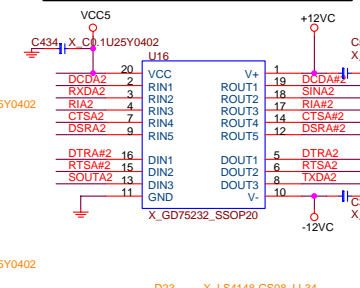 VCC5
+12VC
C434 X_C0.1U25Y0402
U16
20 VCC V+ 1
DCDA2 2 RIN1 ROUT1 19 DCDA#2
RXDA2 3 RIN2 ROUT2 18 SINA2
RIA2 4 RIN3 ROUT3 17 RIA#2
CTSA2 7 RIN4 ROUT4 14 CTSA#2
DSRA2 9 RIN5 ROUT5 12 DSRA#2
DTRA#2 16 DIN1 DOUT1 5 DTRA2
RTSA#2 15 DIN2 DOUT2 6 RTSA2
SOUTA2 13 DIN3 DOUT3 8 TXDA2
11 GND V- 10
X_GD75232_SSOP20
-12VC
5Y0402
5Y0402